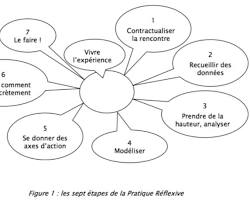 1
Contractualiser
la rencontre
2
Recueillir des
données
3
Prendre de la
hauteur, analyser
4
Modéliser
5
Se donner des
axes d'action
6
comment
crètement
7
Le faire !
Vivre
l'expérience
Figure 1 : les sept étapes de la Pratique Réflexive